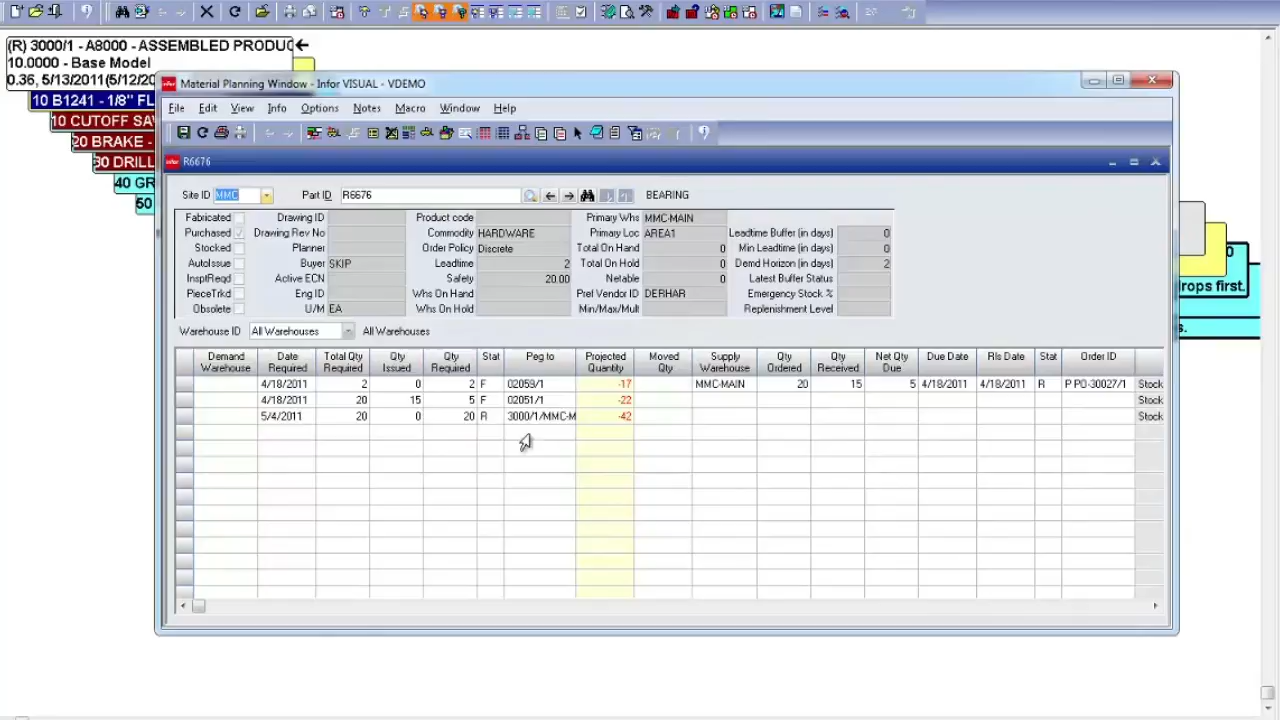 (R) 3000/1 - A8000 - ASSEMBLED PRODUC
10.0000 - Base Model
0.36, 5/13/2011(5/12/20
10 B1241 - 1/8" FL
10 CUTOFF SAW
20 BRAKE -
30 DRILL
40 GR
50
0
rops first.
s.
infor Material Planning Window - Infor VISUAL - VDEMO
File Edit View Info Options Notes Macro Window Help
infor R6676
Site ID MMC Part ID R6676 BEARING
Fabricated Drawing ID Product code Primary Whs MMC-MAIN
Purchased Drawing Rev No Commodity HARDWARE Primary Loc AREA1 Leadtime Buffer (in days) 0
Stocked Planner Order Policy Discrete Total On Hand 0 Min Leadtime (in days) 0
AutoIssue Buyer SKIP Leadtime 2 Total On Hold 0 Demd Horizon (in days) 2
InsptReqd Active ECN Safety 20.00 Netable 0 Latest Buffer Status
PieceTrkd Eng ID Whs On Hand Pref Vendor ID DERHAR Emergency Stock %
Obsolete U/M EA Whs On Hold Min/Max/Mult Replenishment Level
Warehouse ID All Warehouses All Warehouses
Demand Warehouse Date Required Total Qty Required Qty Issued Qty Required Stat Peg to Projected Quantity Moved Qty Supply Warehouse Qty Ordered Qty Received Net Qty Due Due Date Rls Date Stat Order ID
4/18/2011 2 0 2 F 02059/1 -17 MMC-MAIN 20 15 5 4/18/2011 4/18/2011 R P PO-30027/1 Stock
4/18/2011 20 15 5 F 02051/1 -22 Stock
5/4/2011 20 0 20 R 3000/1/MMC-M -42 Stock